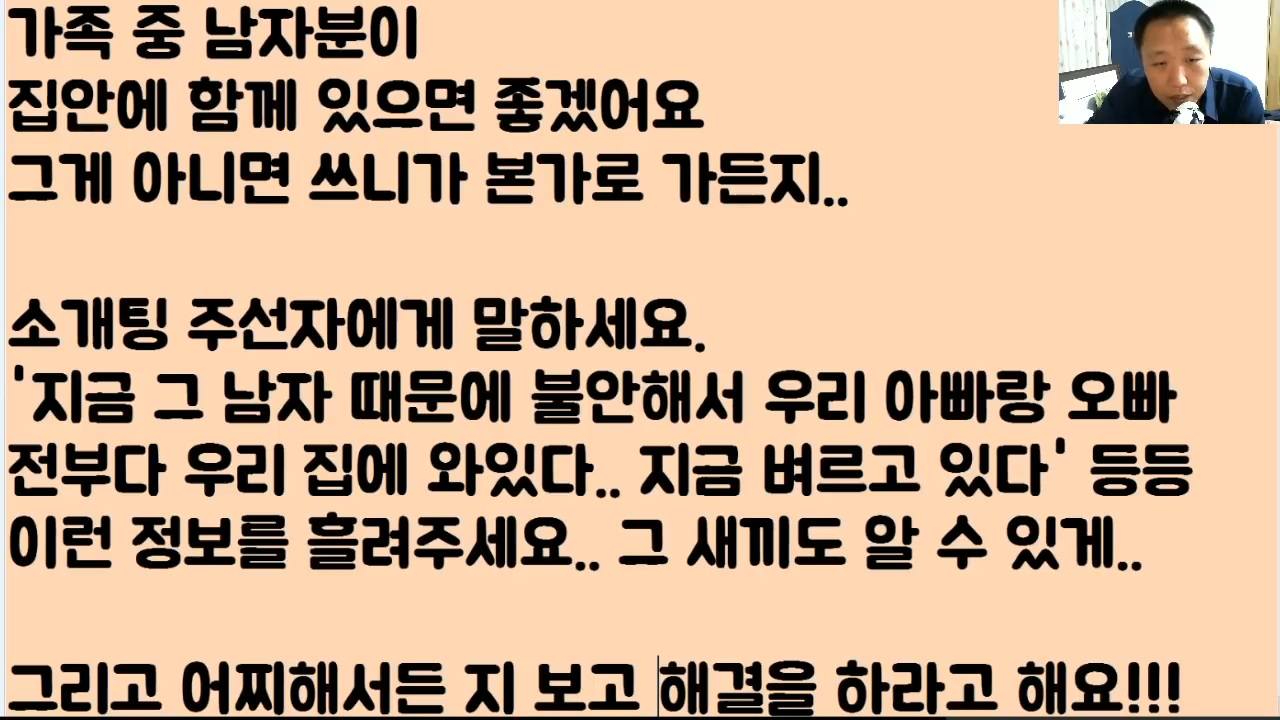 가족 중 남자분이
집안에 함께 있으면 좋겠어요
그게 아니면 쓰니가 본가로 가든지..
소개팅 주선자에게 말하세요.
'지금 그 남자 때문에 불안해서 우리 아빠랑 오빠
전부다 우리 집에 와있다.. 지금 벼르고 있다' 등등
이런 정보를 흘려주세요.. 그 새끼도 알 수 있게..
그리고 어찌해서든 지 보고 해결을 하라고 해요!!!